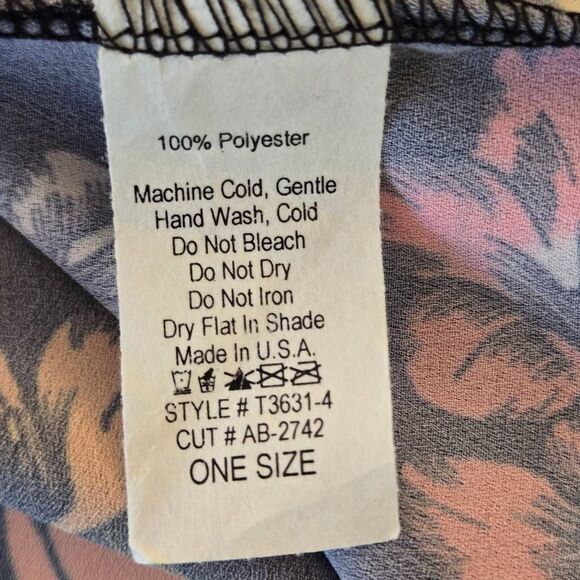 100% Polyester
Machine Cold, Gentle
Hand Wash, Cold
Do Not Bleach
Do Not Dry
Do Not Iron
Dry Flat In Shade
Made In U.S.A.
STYLE # T3631-4
CUT # AB-2742
ONE SIZE